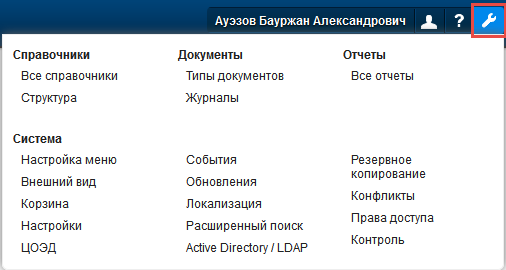 Ауэзов Бауржан Александрович ?
Справочники
Все справочники
Структура
Документы
Типы документов
Журналы
Отчеты
Все отчеты
Система
Настройка меню
Внешний вид
Корзина
Настройки
ЦОЭД
События
Обновления
Локализация
Расширенный поиск
Active Directory / LDAP
Резервное
копирование
Конфликты
Права доступа
Контроль